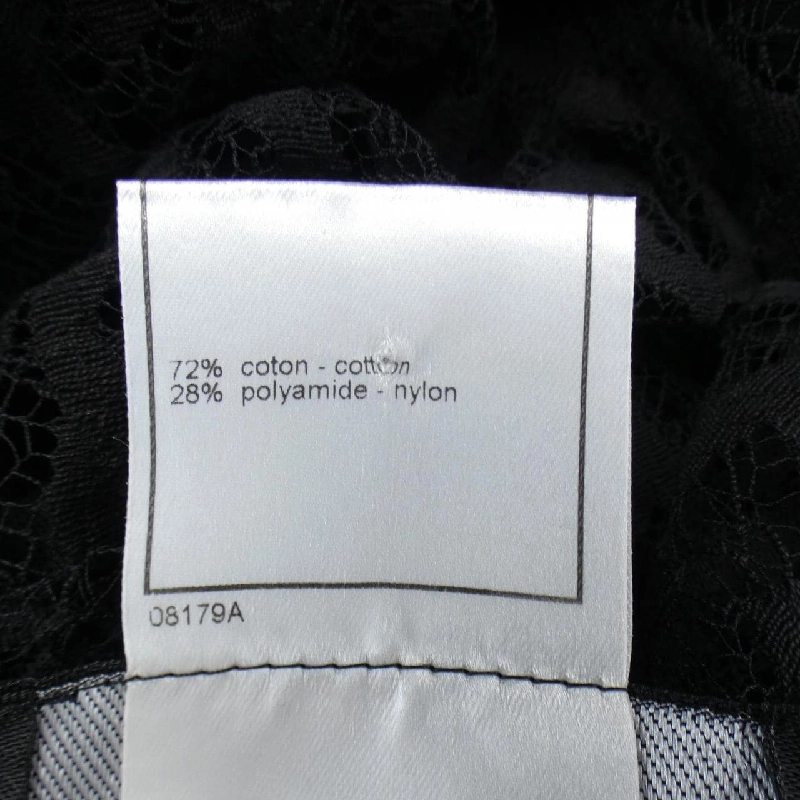 72% coton - cotton
28% polyamide - nylon
08179A